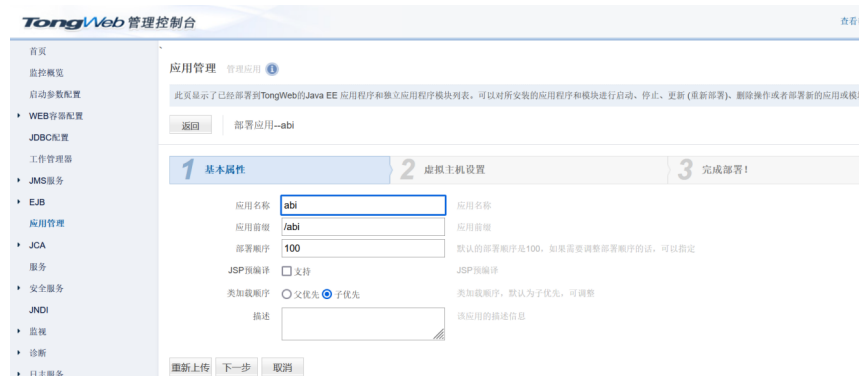 TongWeb 管理控制台
查看
首页
监控概览
启动参数配置
WEB容器配置
JDBC配置
工作管理器
JMS服务
EJB
应用管理
JCA
服务
安全服务
JNDI
监视
诊断
日志服务
应用管理 管理应用
此页显示了已经部署到TongWeb的Java EE 应用程序和独立应用程序模块列表。可以对所安装的应用程序和模块进行启动、停止、更新 (重新部署)、删除操作或者部署新的应用或模
返回 部署应用--abi
1 基本属性 2 虚拟主机设置 3 完成部署!
应用名称 abi 应用名称
应用前缀 /abi 应用前缀
部署顺序 100 默认的部署顺序是100。如果需要调整部署顺序的话，可以指定
JSP预编译 支持 JSP预编译
类加载顺序 父优先 子优先 类加载顺序，默认为子优先，可调整
描述 该应用的描述信息
重新上传 下一步 取消